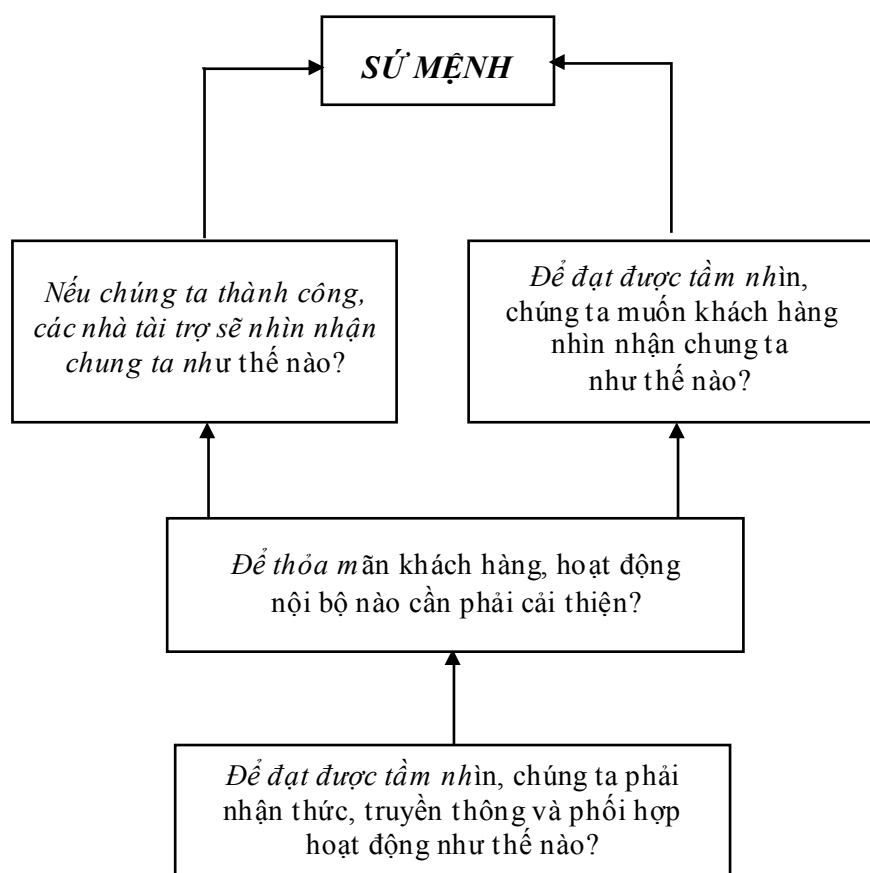 SỨ MỆNH
Nếu chúng ta thành công,
các nhà tài trợ sẽ nhìn nhận
chung ta như thế nào?
Để đạt được tầm nhìn,
chúng ta muốn khách hàng
nhìn nhận chung ta
như thế nào?
Để thỏa mãn khách hàng, hoạt động
nội bộ nào cần phải cải thiện?
Để đạt được tầm nhìn, chúng ta phải
nhận thức, truyền thông và phối hợp
hoạt động như thế nào?